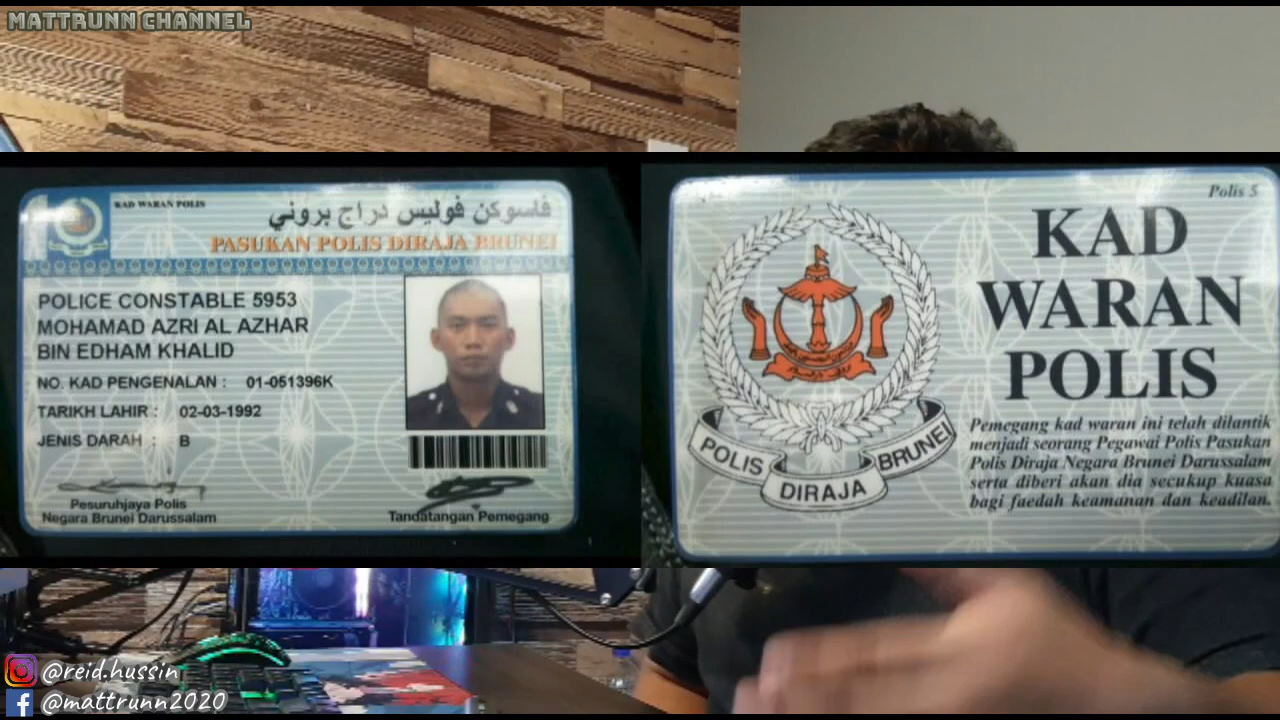 MATTRUNN CHANNEL
KAD WARAN POLIS
ڤاسوكن ڤوليس دراج بروني
PASUKAN POLIS DIRAJA BRUNEI
POLICE CONSTABLE 5953
MOHAMAD AZRI AL AZHAR
BIN EDHAM KHALID
NO. KAD PENGENALAN : 01-051396K
TARIKH LAHIR : 02-03-1992
JENIS DARAH : B
Pesuruhjaya Polis
Negara Brunei Darussalam
Tandatangan Pemegang
Polis 5
KAD
WARAN
POLIS
POLIS DIRAJA BRUNEI
Pemegang kad waran ini telah dilantik
menjadi seorang Pegawai Polis Pasukan
Polis Diraja Negara Brunei Darussalam
serta diberi akan dia secukup kuasa
bagi faedah keamanan dan keadilan.
@reid.hussin
@mattrunn2020